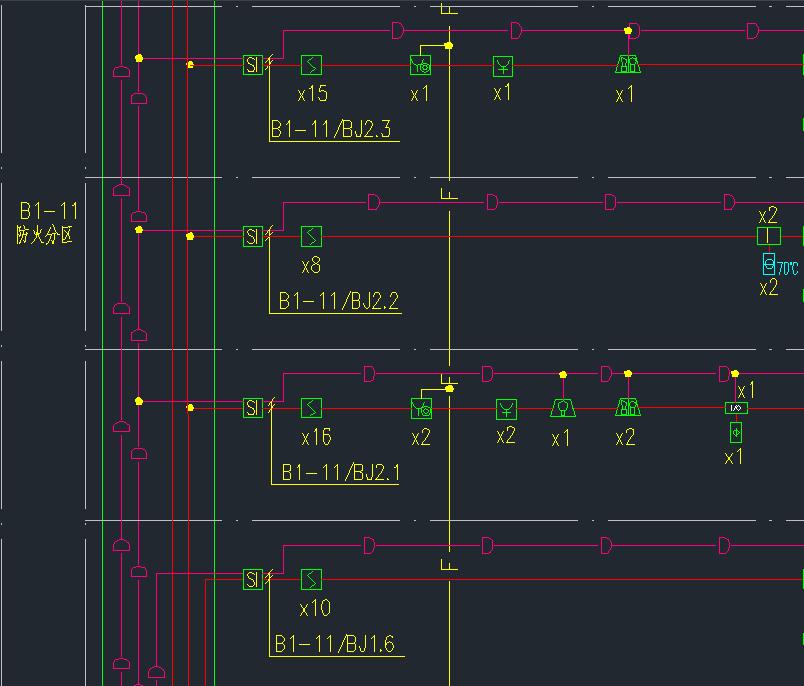 F
SI
x15
x1
x1
x1
B1-11/BJ2.3
F
B1-11
防火分区
SI
x8
x2
70℃
x2
B1-11/BJ2.2
F
SI
x16
x2
x2
x1
x2
x1
I/O
x1
B1-11/BJ2.1
F
SI
x10
B1-11/BJ1.6